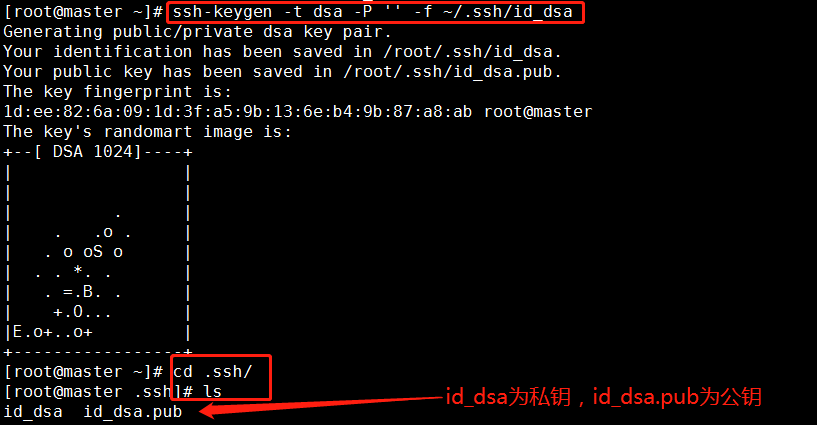 [root@master ~]# ssh-keygen -t dsa -P '' -f ~/.ssh/id_dsa
Generating public/private dsa key pair.
Your identification has been saved in /root/.ssh/id_dsa.
Your public key has been saved in /root/.ssh/id_dsa.pub.
The key fingerprint is:
1d:ee:82:6a:09:1d:3f:a5:9b:13:6e:b4:9b:87:a8:ab root@master
The key's randomart image is:
+--[ DSA 1024]----+
|                 |
|                 |
|          .      |
|    .   .o .     |
|   . o oS o      |
|  . . *. .       |
|   . =.B. .      |
|    +.O...       |
|E.o+..o+         |
+-----------------+
[root@master ~]# cd .ssh/
[root@master .ssh]# ls
id_dsa  id_dsa.pub
id_dsa为私钥，id_dsa.pub为公钥